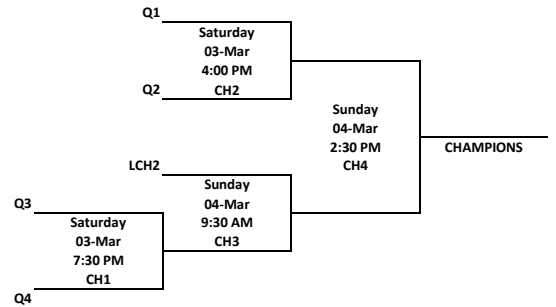 Q1
Saturday
03-Mar
4:00 PM
CH2
Q2
Sunday
04-Mar
2:30 PM
CH4
CHAMPIONS
LCH2
Sunday
04-Mar
9:30 AM
CH3
Q3
Saturday
03-Mar
7:30 PM
CH1
Q4